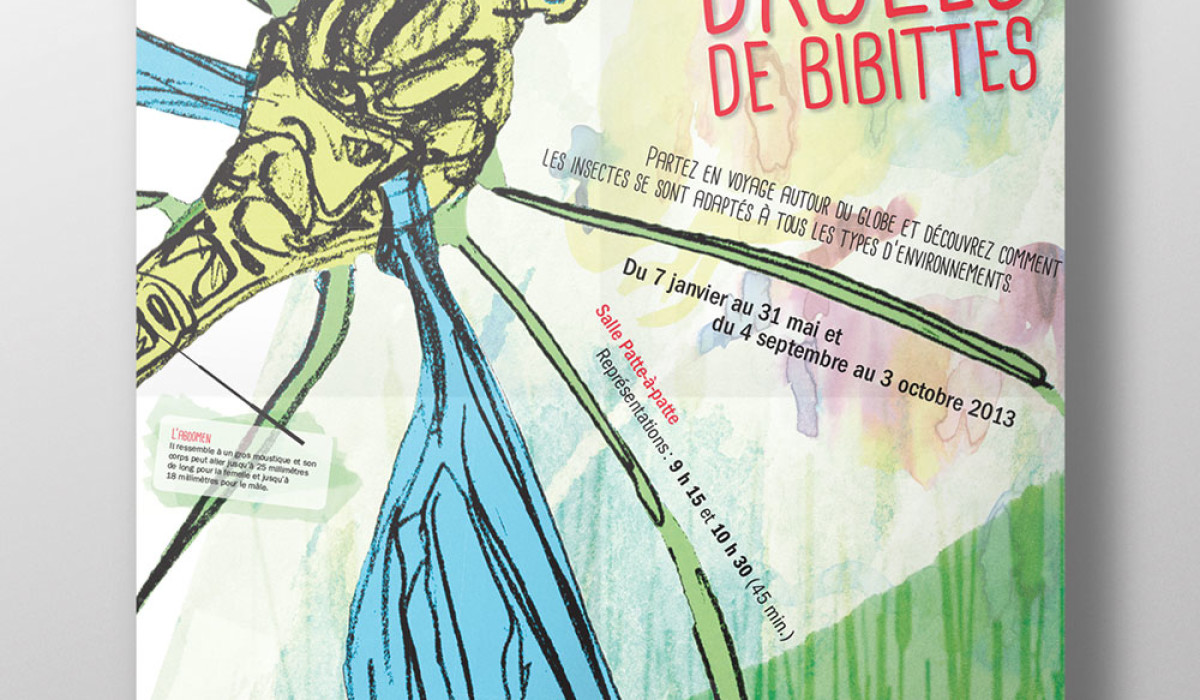 DE BIBITTES
PARTEZ EN VOYAGE AUTOUR DU GLOBE ET DÉCOUVREZ COMMENT
LES INSECTES SE SONT ADAPTÉS À TOUS LES TYPES D'ENVIRONNEMENTS.
Du 7 janvier au 31 mai et
du 4 septembre au 3 octobre 2013
Salle Patte-à-patte
Représentations : 9 h 15 et 10 h 30 (45 min.)
L'ABDOMEN
Il ressemble à un gros moustique et son
corps peut aller jusqu'à 25 millimètres
de long pour la femelle et jusqu'à
18 millimètres pour le mâle.